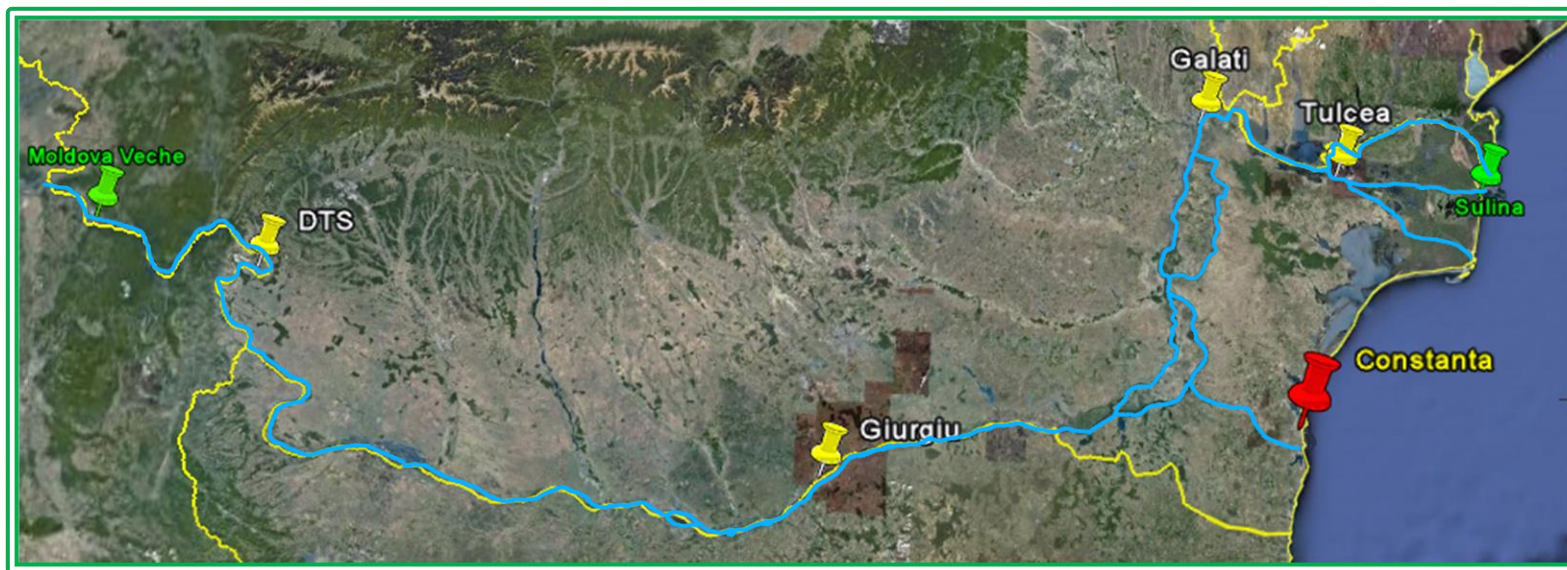 Galati
Tulcea
Moldova Veche
DTS
Sulina
Constanta
Giurgiu